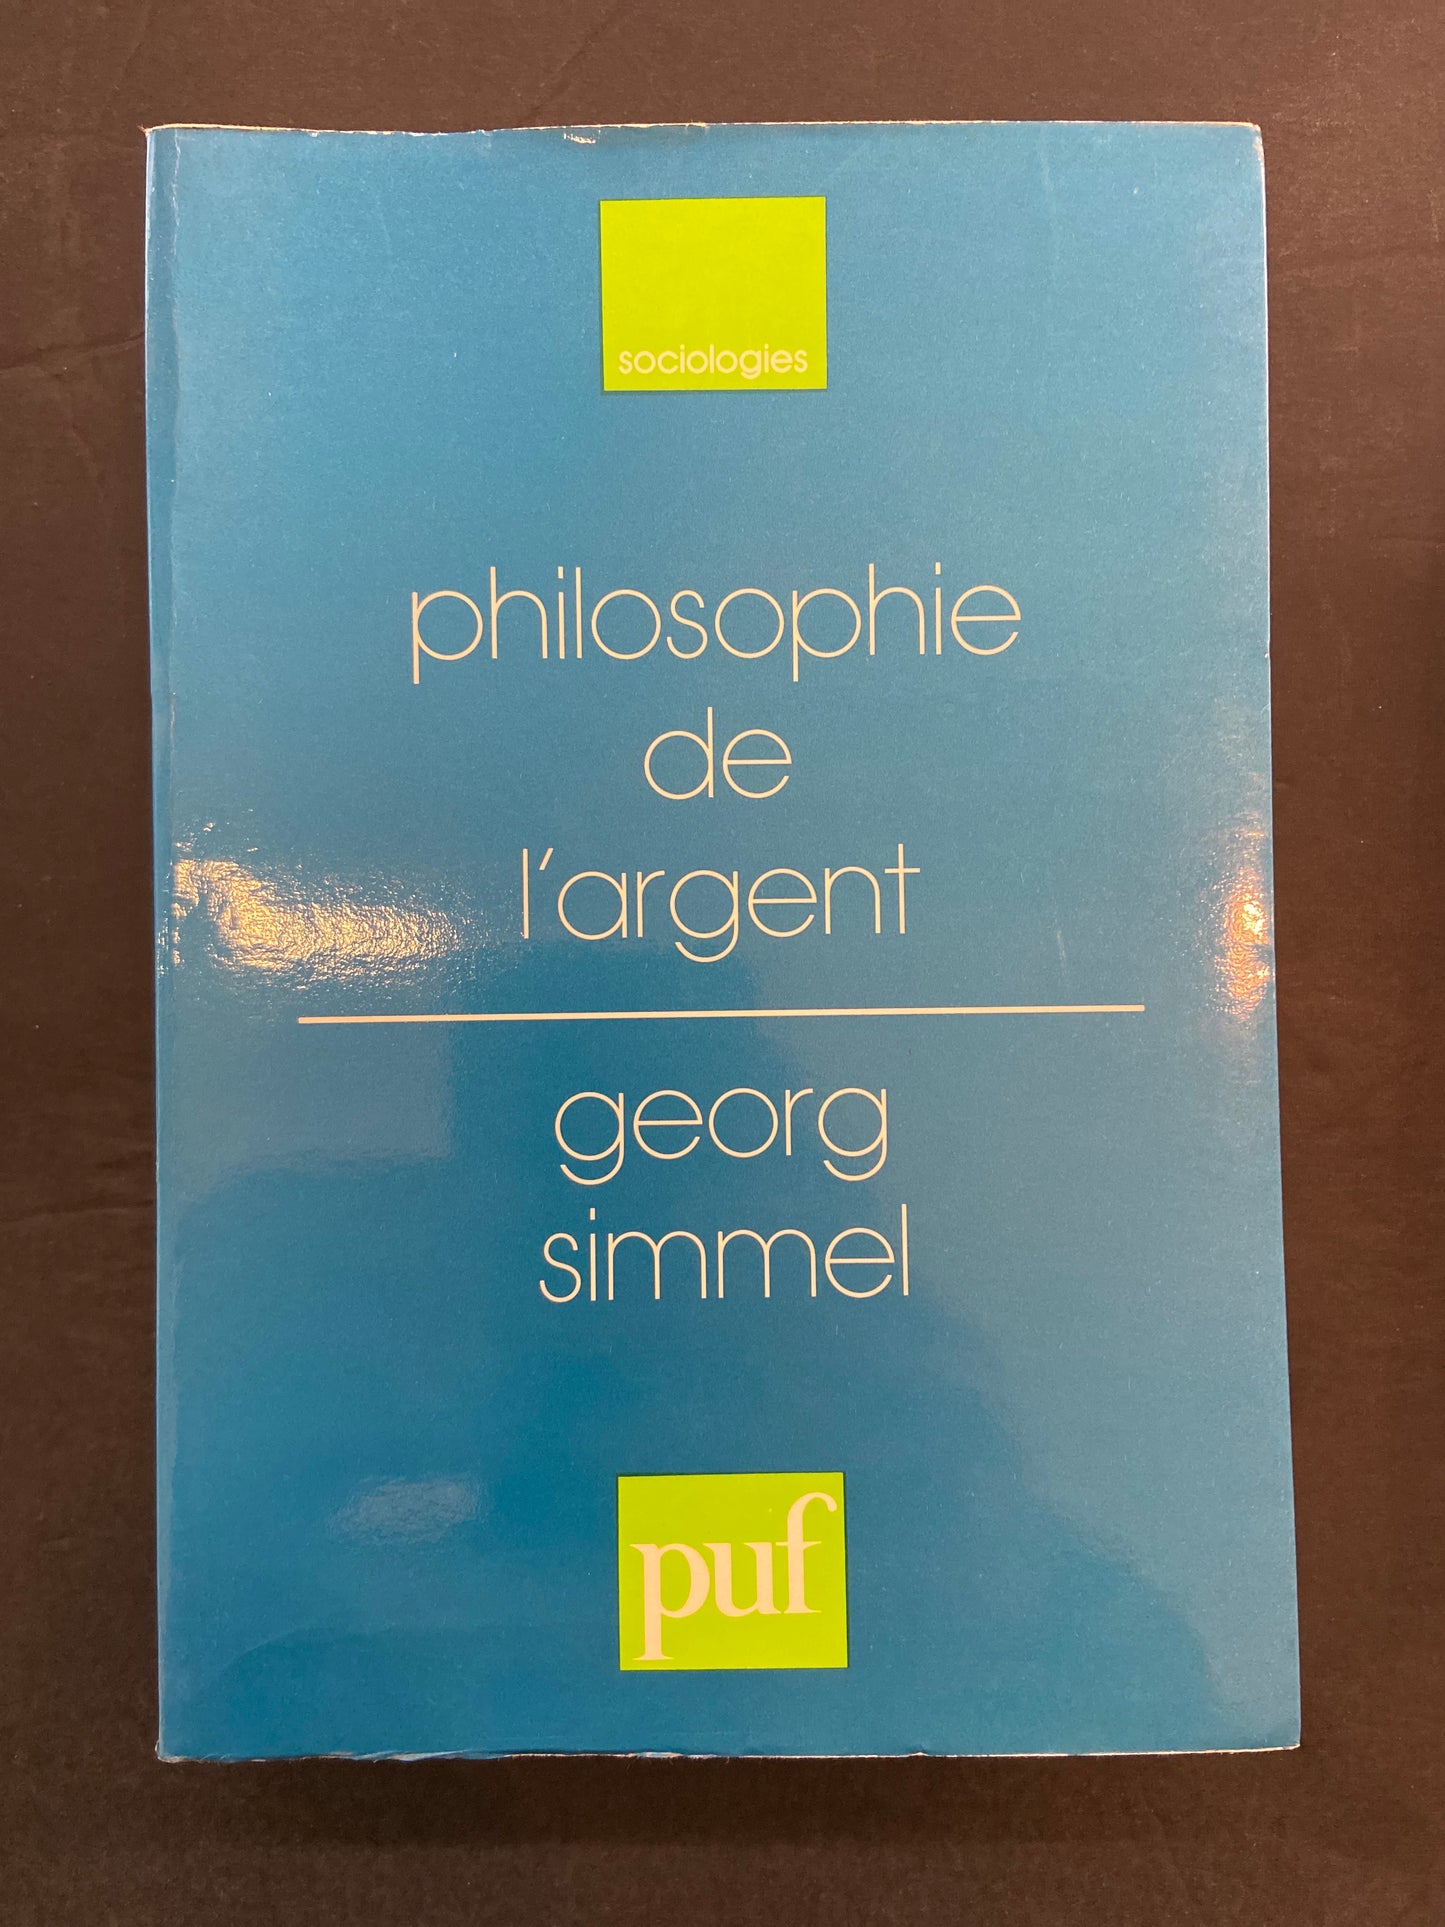 sociologies
philosophie
de
l'argent
georg
simmel
puf